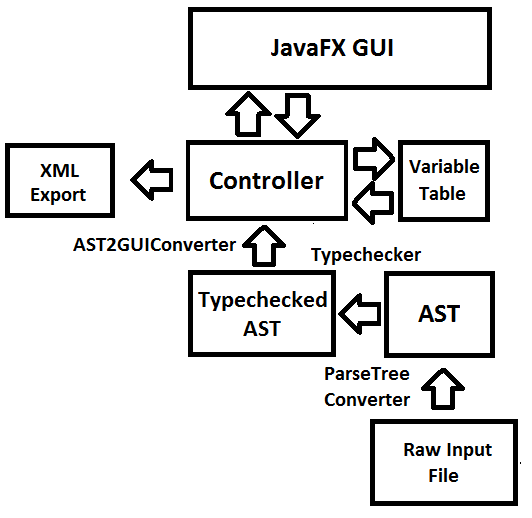 JavaFX GUI
XML
Export
Controller
Variable
Table
AST2GUIConverter
Typechecker
Typechecked
AST
AST
ParseTree
Converter
Raw Input
File